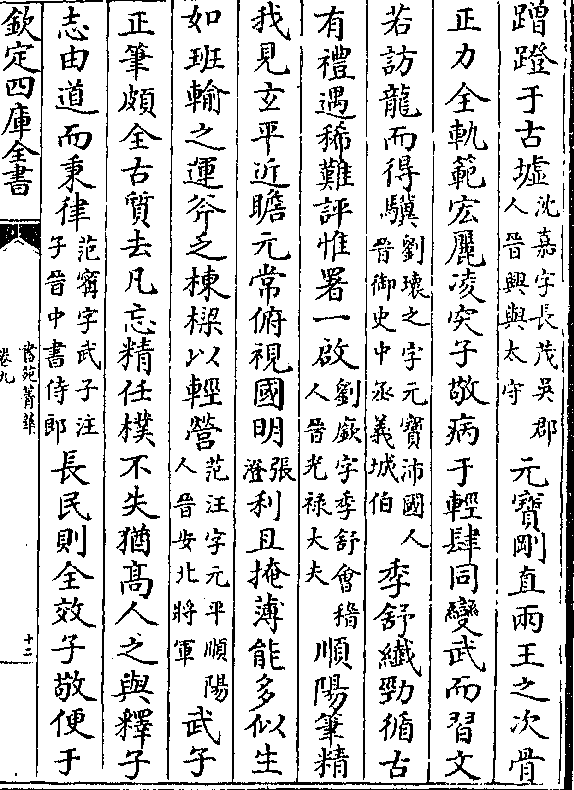 蹭蹬于古墟沈嘉字長茂吳郡人晉興與太守元寶剛直兩王之次骨
正力全軌範宏麗凌突子敬病于輕肆同變武而習文
若訪龍而得驥劉壞之字元寶沛國人晉御史中丞義城伯季舒纖勁循古
有禮遇稀難評惟署一啟劉廞字季舒會稽人晉光禄大夫順陽筆精
我見玄平近瞻元常俯視國明張澄利且掩薄能多似生
如班輸之運斧之棟樑以輕營范汪字元平順陽人晉安北將軍武子
正筆頗全古質去凡忘精任樸不失猶高人之與釋子
志由道而秉律范甯字武子注子晉中書侍郎長民則全效子敬便于
欽定四庫全書
書苑菁華
卷九
十二